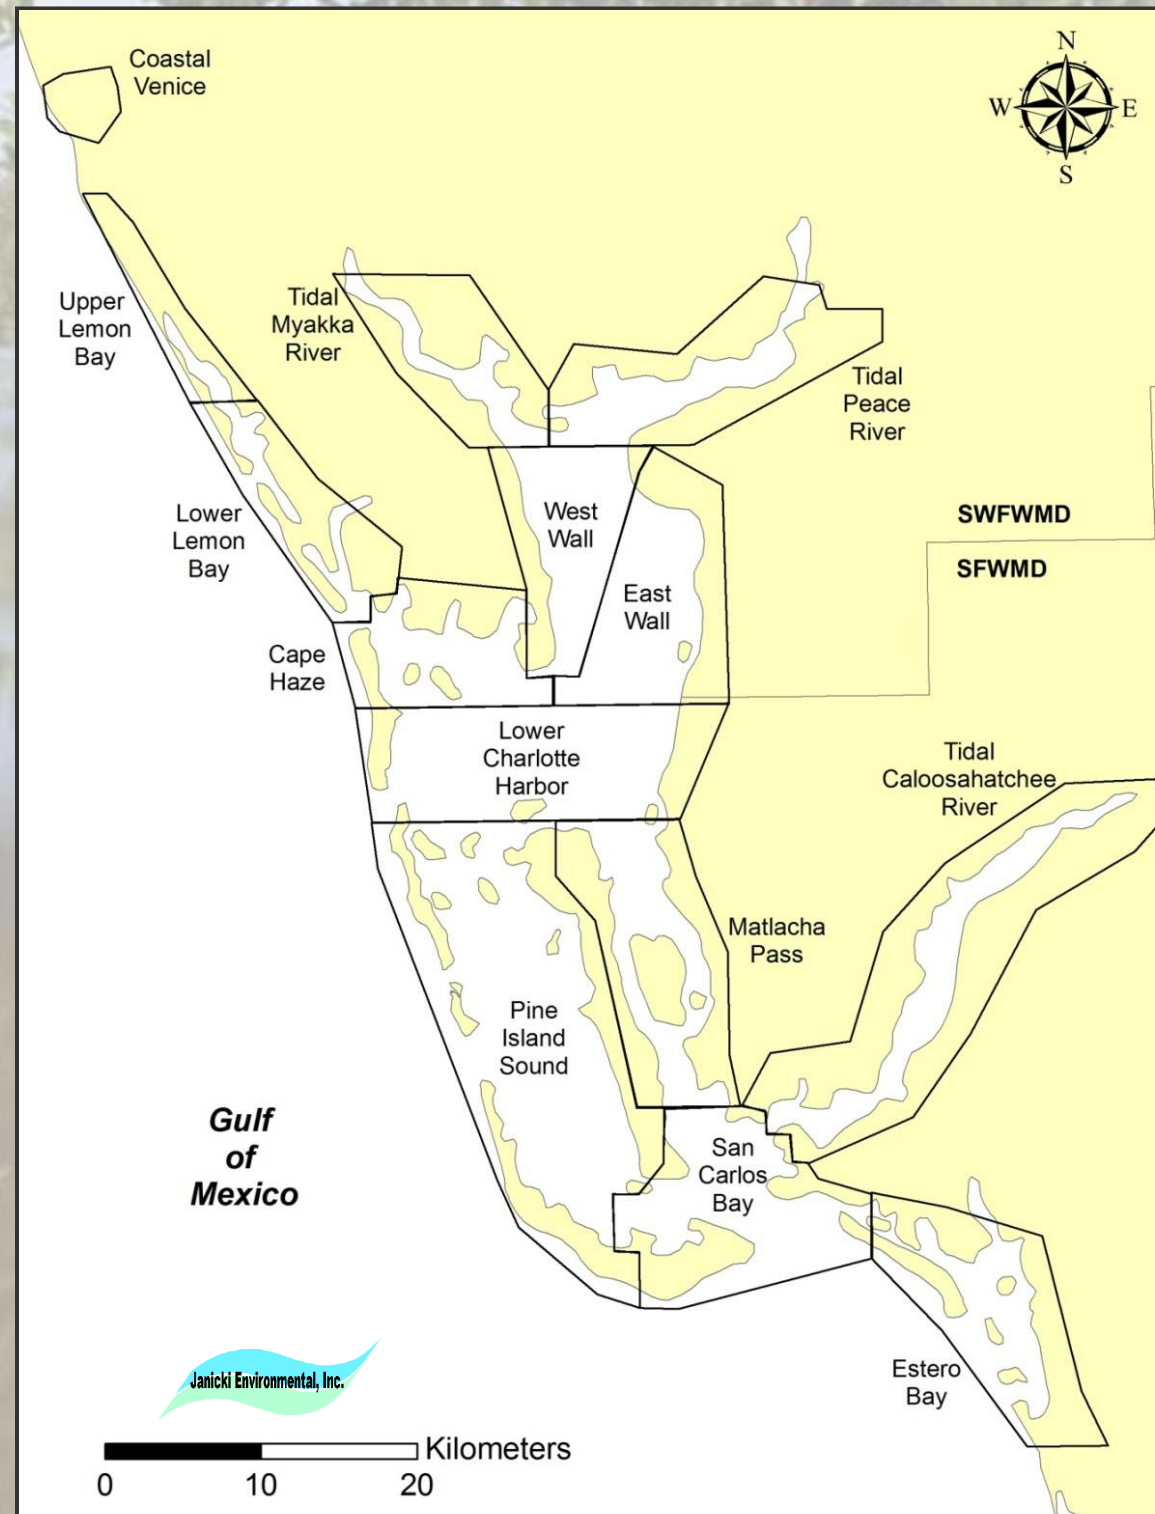 Coastal
Venice
N
W
E
S
Upper
Lemon
Bay
Tidal
Myakka
River
Tidal
Peace
River
Lower
Lemon
Bay
West
Wall
SWFWMD
SFWMD
East
Wall
Cape
Haze
Lower
Charlotte
Harbor
Tidal
Caloosahatchee
River
Matlacha
Pass
Pine
Island
Sound
Gulf
of
Mexico
San
Carlos
Bay
Estero
Bay
Janicki Environmental, Inc.
Kilometers
0 10 20